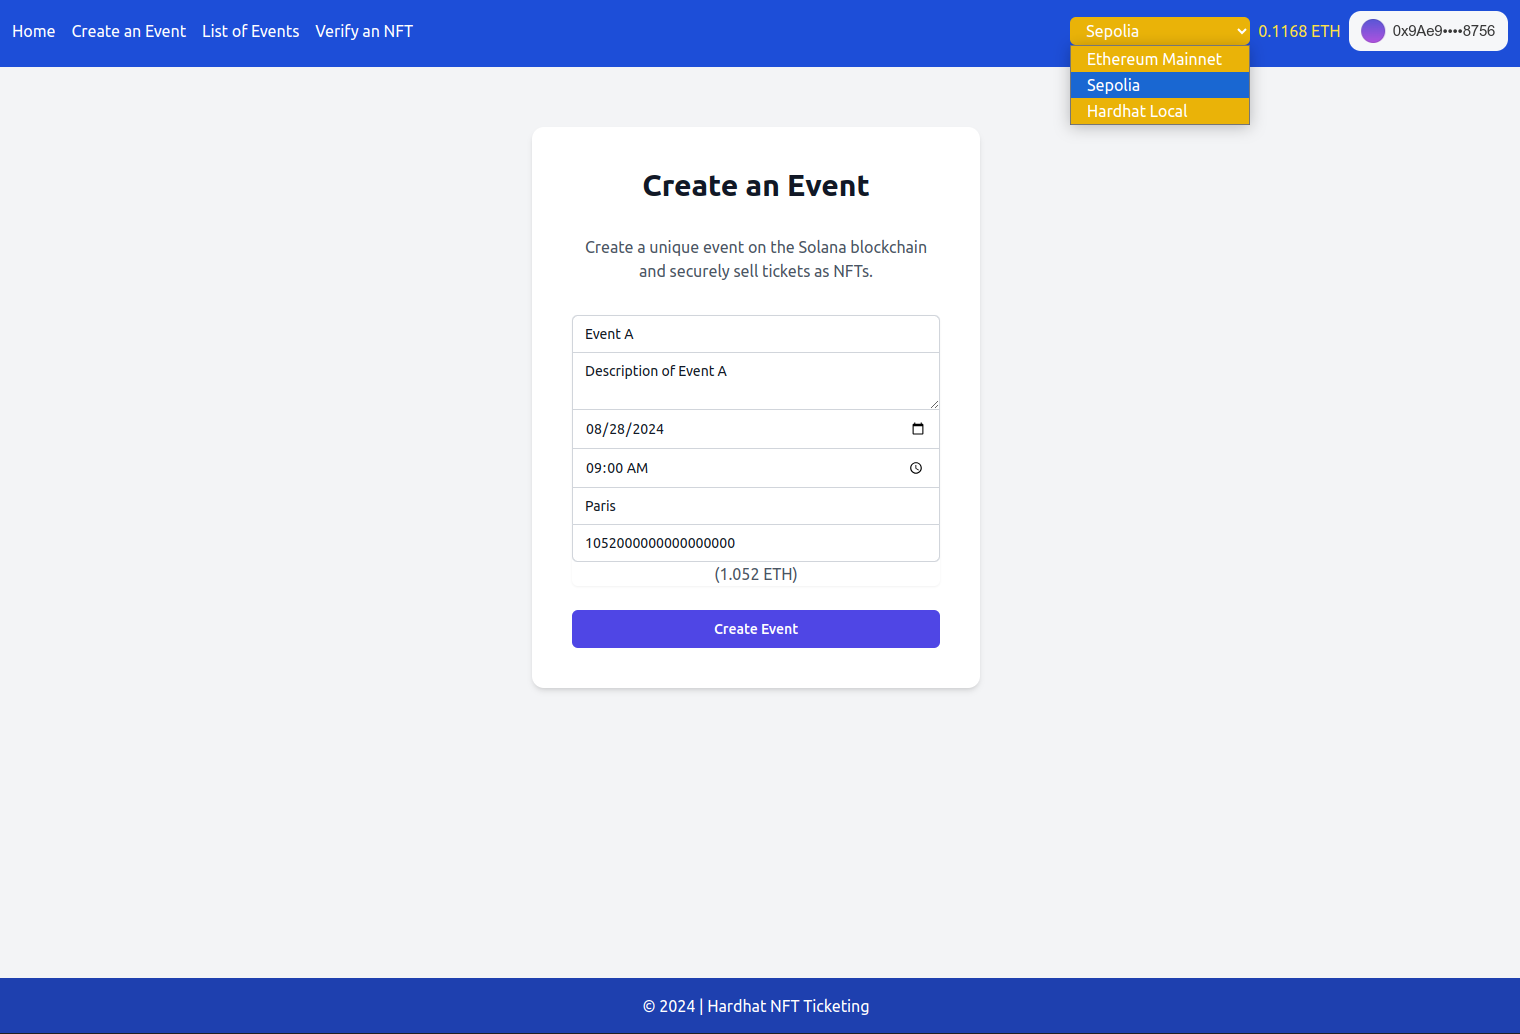 Home Create an Event List of Events Verify an NFT
Sepolia 0.1168 ETH 0x9Ae9••••8756
Ethereum Mainnet
Sepolia
Hardhat Local
Create an Event
Create a unique event on the Solana blockchain
and securely sell tickets as NFTs.
Event A
Description of Event A
08/28/2024
09:00 AM
Paris
1052000000000000000
(1.052 ETH)
Create Event
© 2024 | Hardhat NFT Ticketing